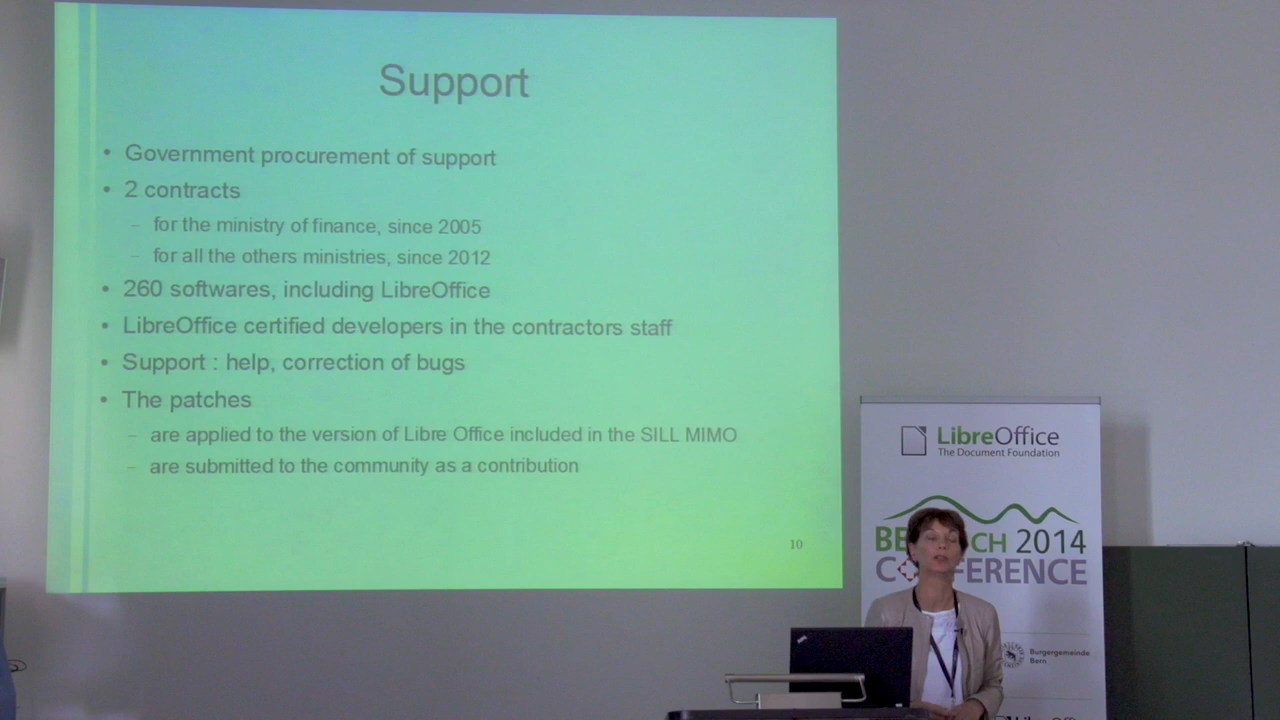 Support
• Government procurement of support
• 2 contracts
– for the ministry of finance, since 2005
– for all the others ministries, since 2012
• 260 softwares, including LibreOffice
• LibreOffice certified developers in the contractors staff
• Support : help, correction of bugs
• The patches
– are applied to the version of Libre Office included in the SILL MIMO
– are submitted to the community as a contribution
10
LibreOffice
The Document Foundation
CH 2014
FERENCE
Burgergemeinde
Bern